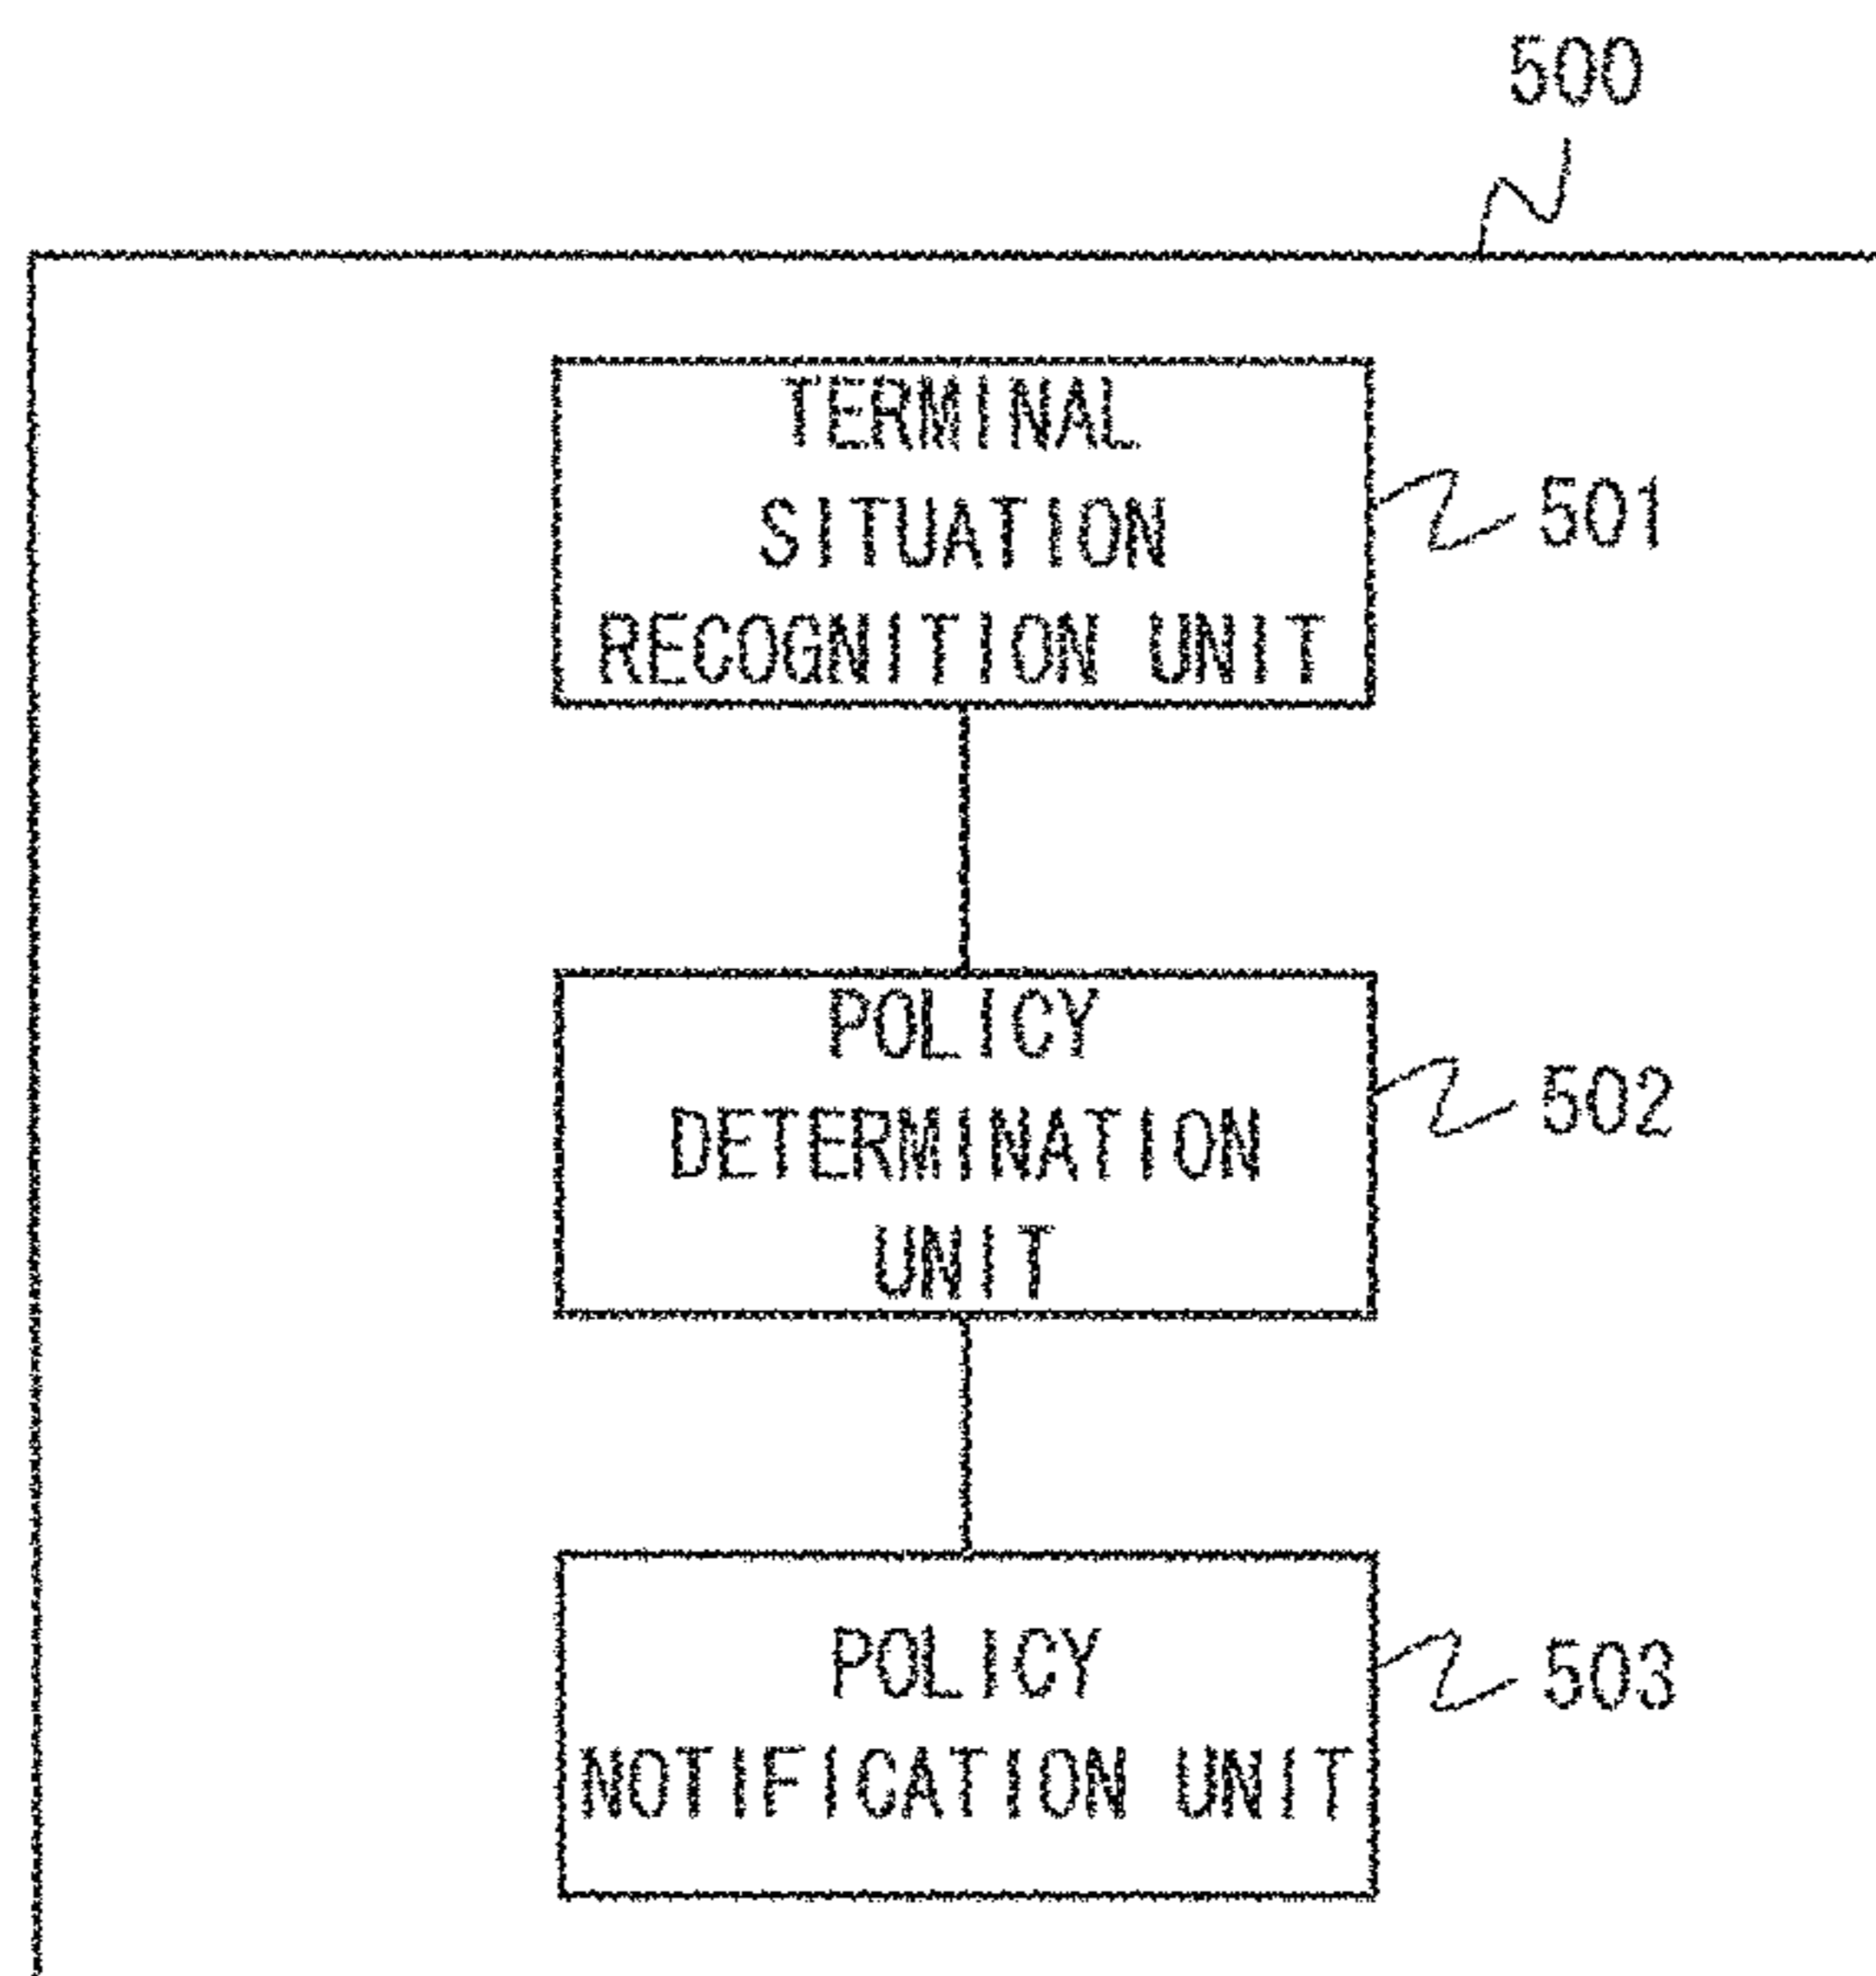 500
TERMINAL
SITUATION
RECOGNITION UNIT
501
POLICY
DETERMINATION
UNIT
502
POLICY
NOTIFICATION UNIT
503